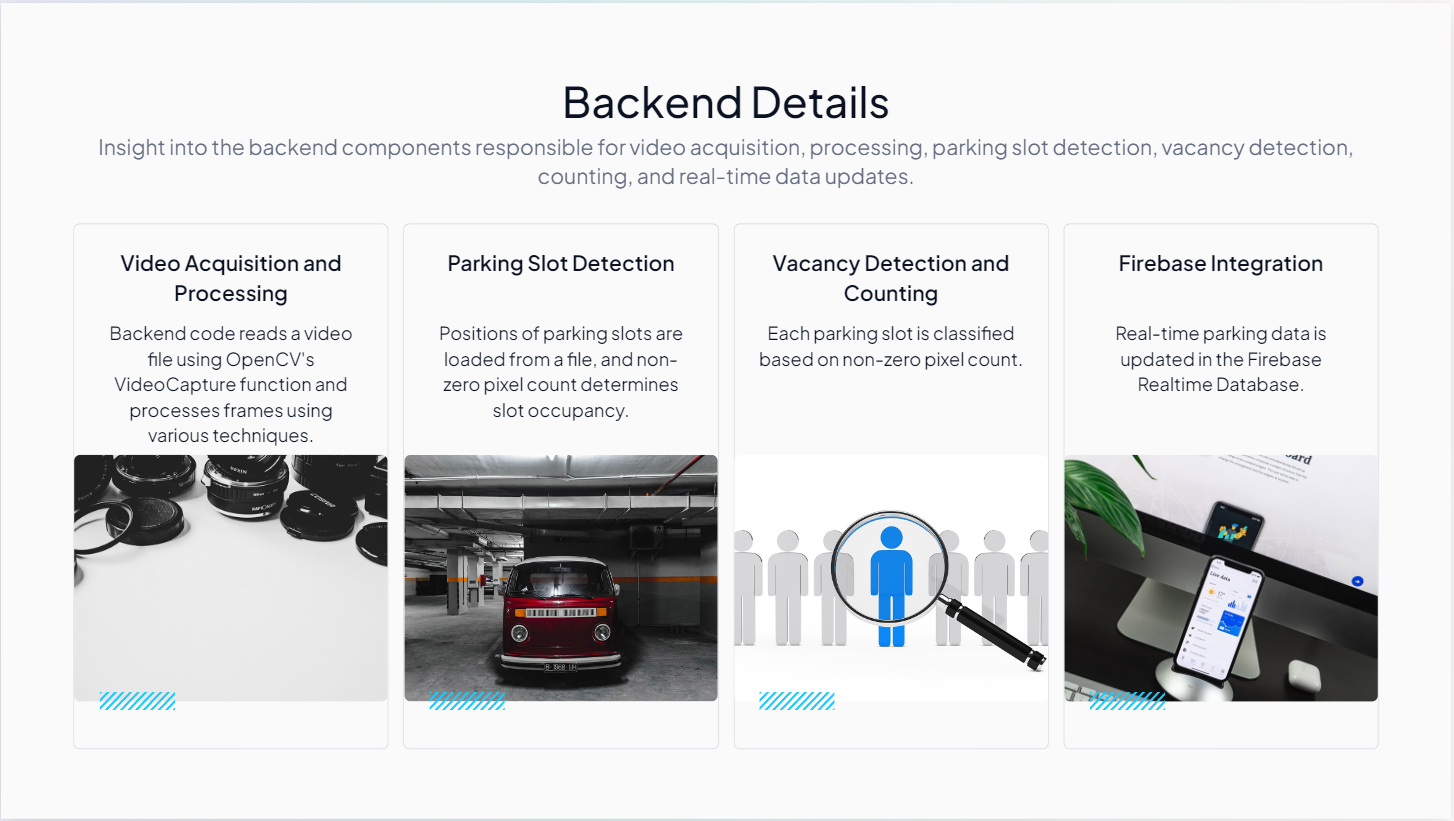 Backend Details
Insight into the backend components responsible for video acquisition, processing, parking slot detection, vacancy detection,
counting, and real-time data updates.
Video Acquisition and
Processing
Backend code reads a video
file using OpenCV's
VideoCapture function and
processes frames using
various techniques.
Parking Slot Detection
Positions of parking slots are
loaded from a file, and non-
zero pixel count determines
slot occupancy.
Vacancy Detection and
Counting
Each parking slot is classified
based on non-zero pixel count.
Firebase Integration
Real-time parking data is
updated in the Firebase
Realtime Database.
Live data